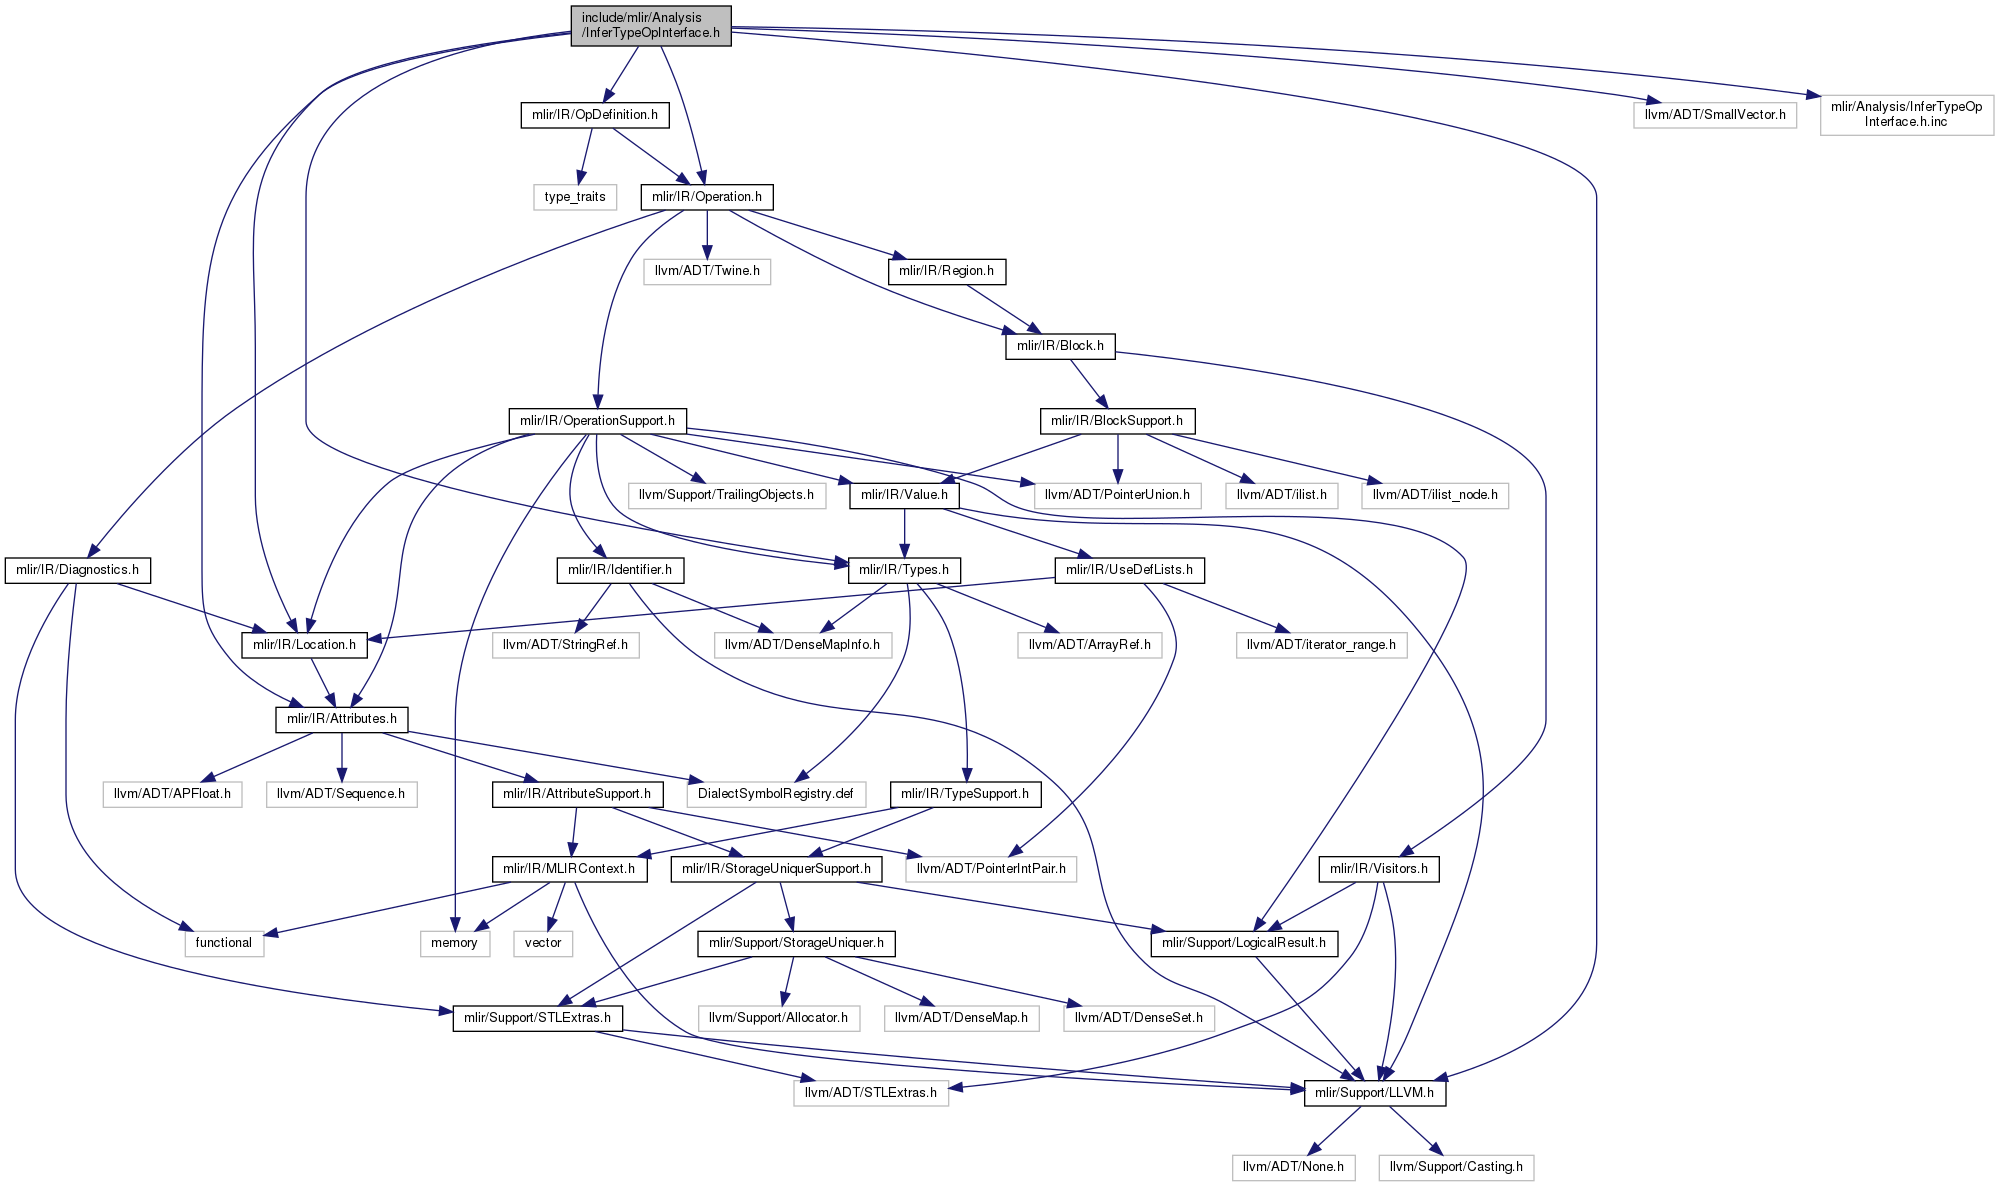 include/mlir/Analysis
/InferTypeOpInterface.h
mlir/IR/OpDefinition.h
llvm/ADT/SmallVector.h
mlir/Analysis/InferTypeOp
Interface.h.inc
type_traits
mlir/IR/Operation.h
llvm/ADT/Twine.h
mlir/IR/Region.h
mlir/IR/Block.h
mlir/IR/OperationSupport.h
mlir/IR/BlockSupport.h
llvm/Support/TrailingObjects.h
mlir/IR/Value.h
llvm/ADT/PointerUnion.h
llvm/ADT/ilist.h
llvm/ADT/ilist_node.h
mlir/IR/Diagnostics.h
mlir/IR/Identifier.h
mlir/IR/Types.h
mlir/IR/UseDefLists.h
mlir/IR/Location.h
llvm/ADT/StringRef.h
llvm/ADT/DenseMapInfo.h
llvm/ADT/ArrayRef.h
llvm/ADT/iterator_range.h
mlir/IR/Attributes.h
llvm/ADT/APFloat.h
llvm/ADT/Sequence.h
mlir/IR/AttributeSupport.h
DialectSymbolRegistry.def
mlir/IR/TypeSupport.h
mlir/IR/MLIRContext.h
mlir/IR/StorageUniquerSupport.h
llvm/ADT/PointerIntPair.h
mlir/IR/Visitors.h
functional
memory
vector
mlir/Support/StorageUniquer.h
mlir/Support/LogicalResult.h
mlir/Support/STLExtras.h
llvm/Support/Allocator.h
llvm/ADT/DenseMap.h
llvm/ADT/DenseSet.h
llvm/ADT/STLExtras.h
mlir/Support/LLVM.h
llvm/ADT/None.h
llvm/Support/Casting.h